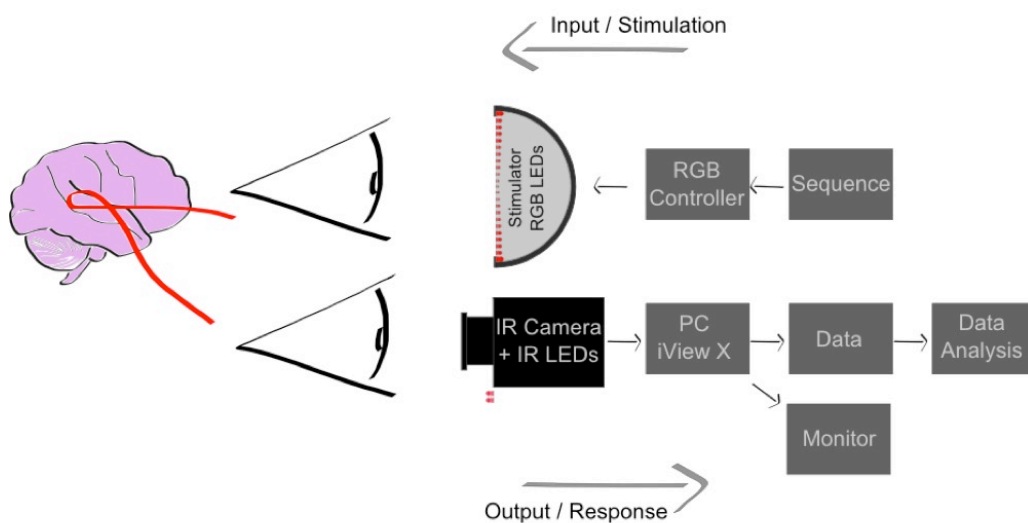 Input / Stimulation
Stimulator
RGB LEDs
RGB
Controller
Sequence
IR Camera
+ IR LEDs
PC
iView X
Data
Data
Analysis
Monitor
Output / Response